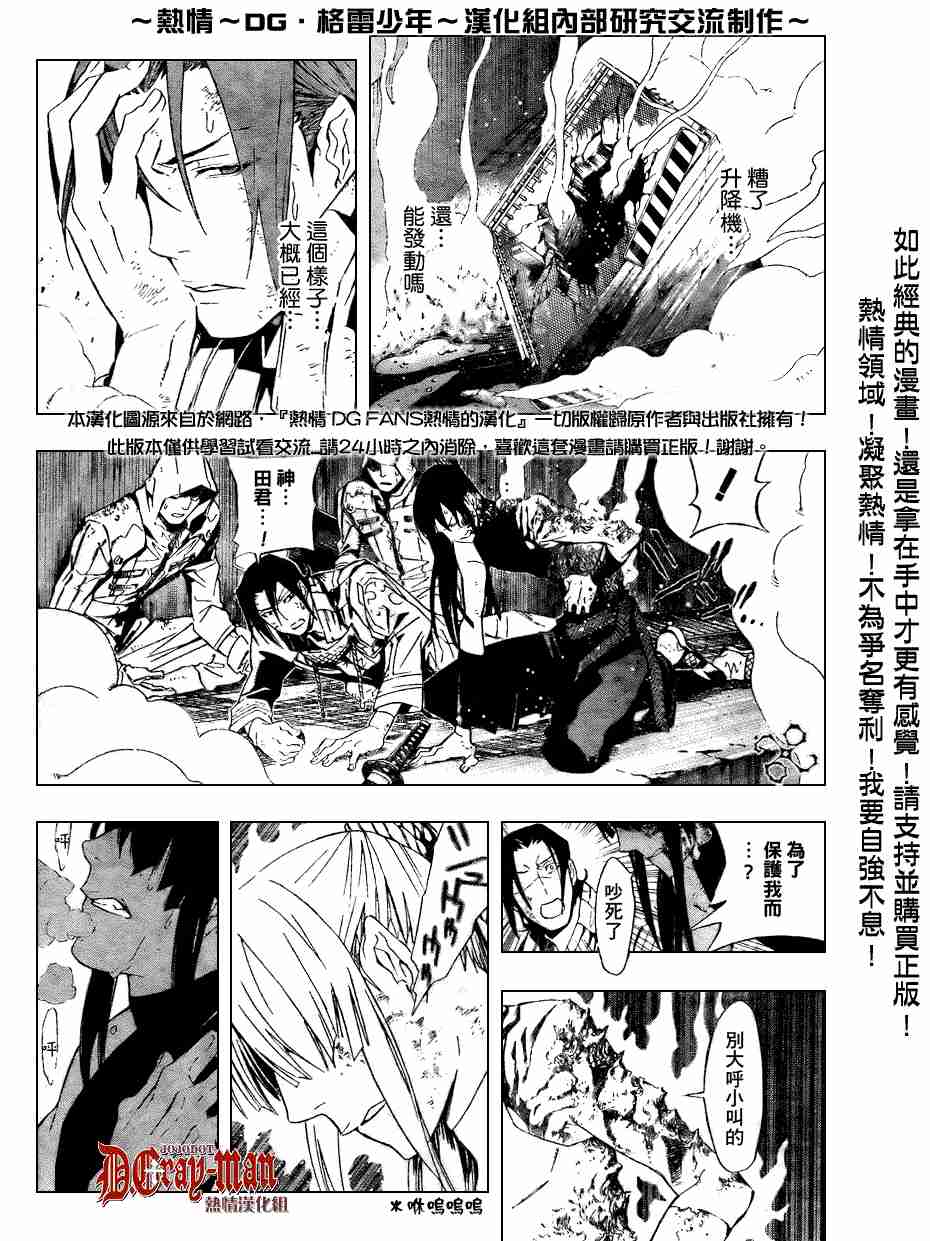 ～熱情～DG．格雷少年～漢化組內部研究交流制作～
糟了
升降機…
還…
能發動嗎
這個樣子…
大概已經…
本漢化圖源來自於網路．『熱情 DG FANS熱情的漢化』一切版權歸原作者與出版社擁有！
此版本僅供學習試看交流 請24小時之內消除，喜歡這套漫畫請購買正版！謝謝。
！
神…
田君…！
為了
保護我而
…？
吵死了
別大呼小叫的
呼
呼
＊咻嗚嗚嗚
JOJOHOT
D.Gray-man
熱情漢化組
如此經典的漫畫！還是拿在手中才更有感覺！請支持並購買正版！
熱情領域！凝聚熱情！不為爭名奪利！我要自強不息！